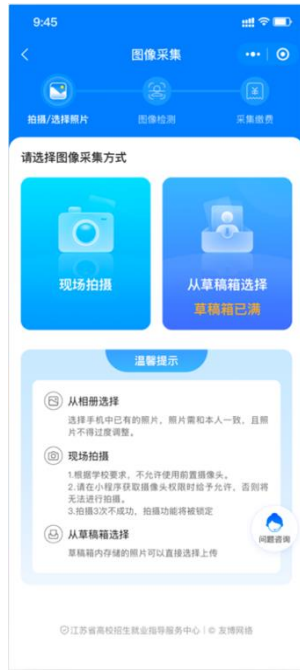 9:45
图像采集
拍摄/选择照片
图像检测
采集缴费
请选择图像采集方式
现场拍摄
从草稿箱选择
草稿箱已满
温馨提示
从相册选择
选择手机中已有的照片，照片需和本人一致，且照
片不得过度调整。
现场拍摄
1.根据学校要求，不允许使用前置摄像头。
2.请在小程序获取摄像头权限时给予允许，否则将
无法进行拍摄。
3.拍摄3次不成功，拍摄功能将被锁定
从草稿箱选择
草稿箱内存储的照片可以直接选择上传
问题咨询
江苏省高校招生就业指导服务中心 | © 友博网络